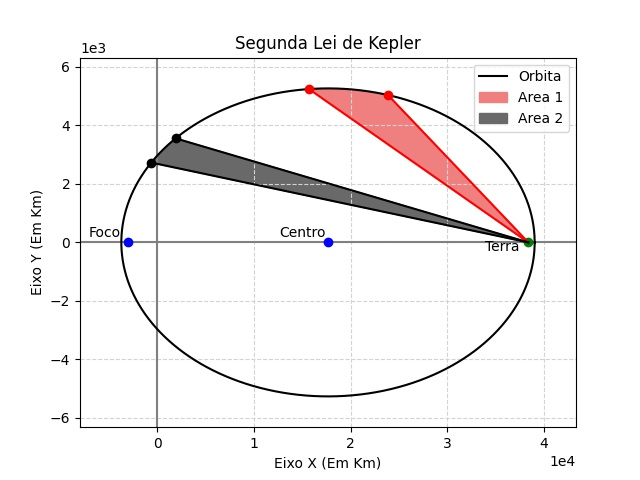 Segunda Lei de Kepler
1e3
6
4
2
0
−2
−4
−6
Eixo Y (Em Km)
Orbita
Area 1
Area 2
Foco
Centro
Terra
0
1
2
3
4
1e4
Eixo X (Em Km)